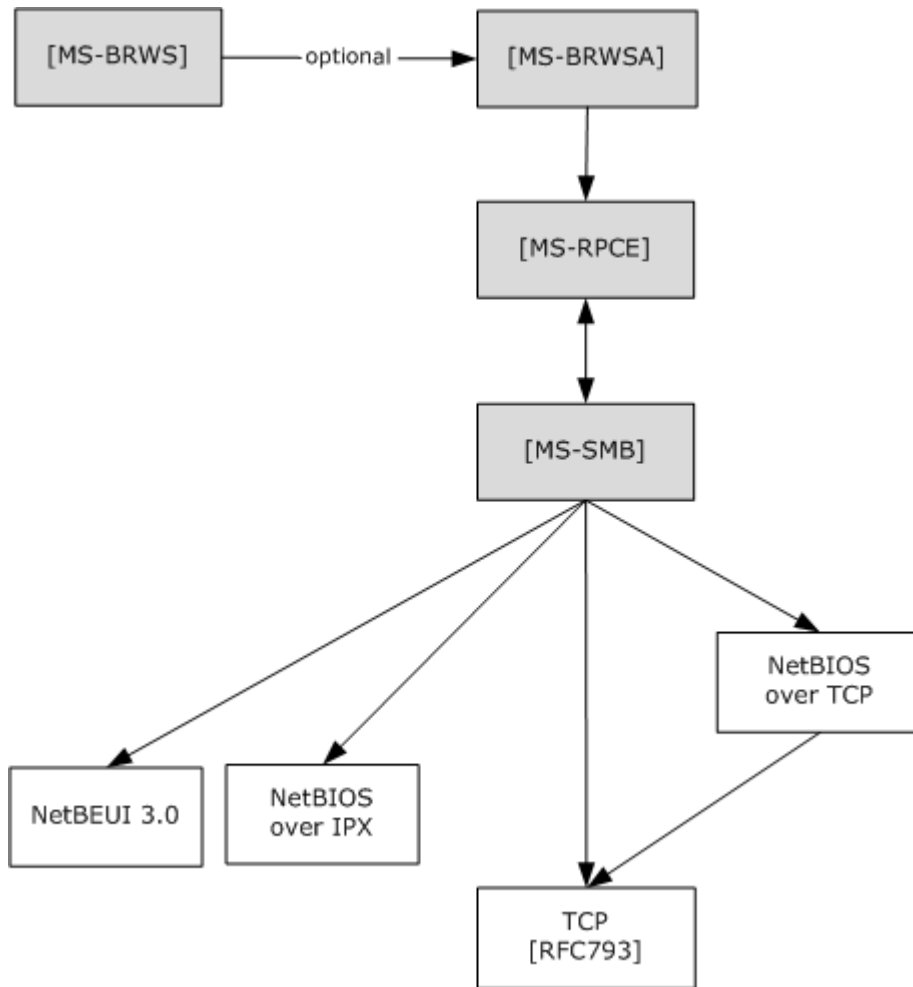 [MS-BRWS]
optional
[MS-BRWSA]
[MS-RPCE]
[MS-SMB]
NetBIOS
over TCP
NetBEUI 3.0
NetBIOS
over IPX
TCP
[RFC793]